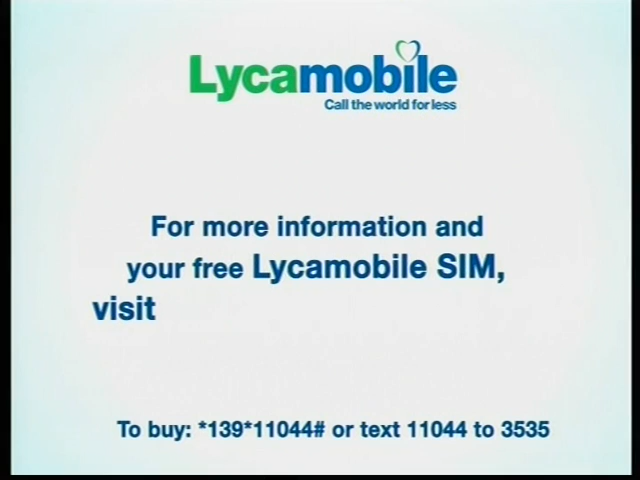 Lycamobile
Call the world for less
For more information and
your free Lycamobile SIM,
visit
To buy: *139*11044# or text 11044 to 3535